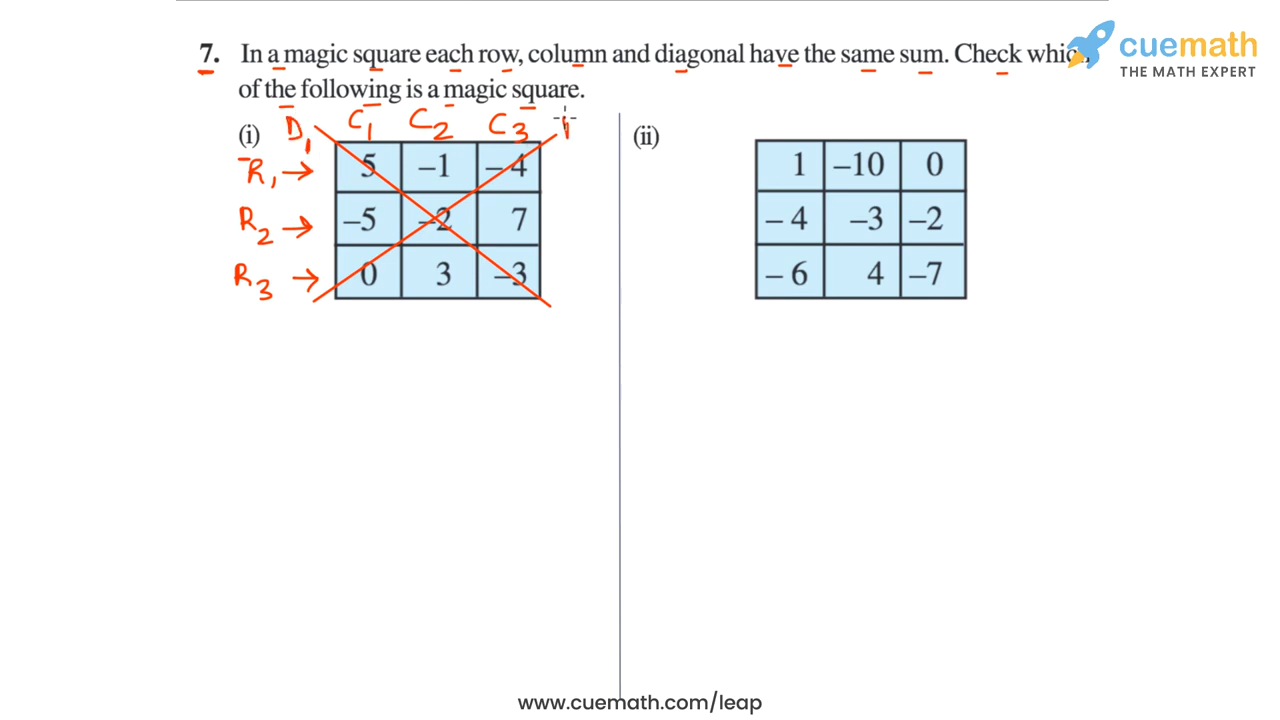 cuemath
THE MATH EXPERT
7. In a magic square each row, column and diagonal have the same sum. Check whic
of the following is a magic square.
(i) D1 C1 C2 C3
R1 → 5 –1 –4
R2 → –5 –2 7
R3 → 0 3 –3
(ii)
1 –10 0
–4 –3 –2
–6 4 –7
www.cuemath.com/leap